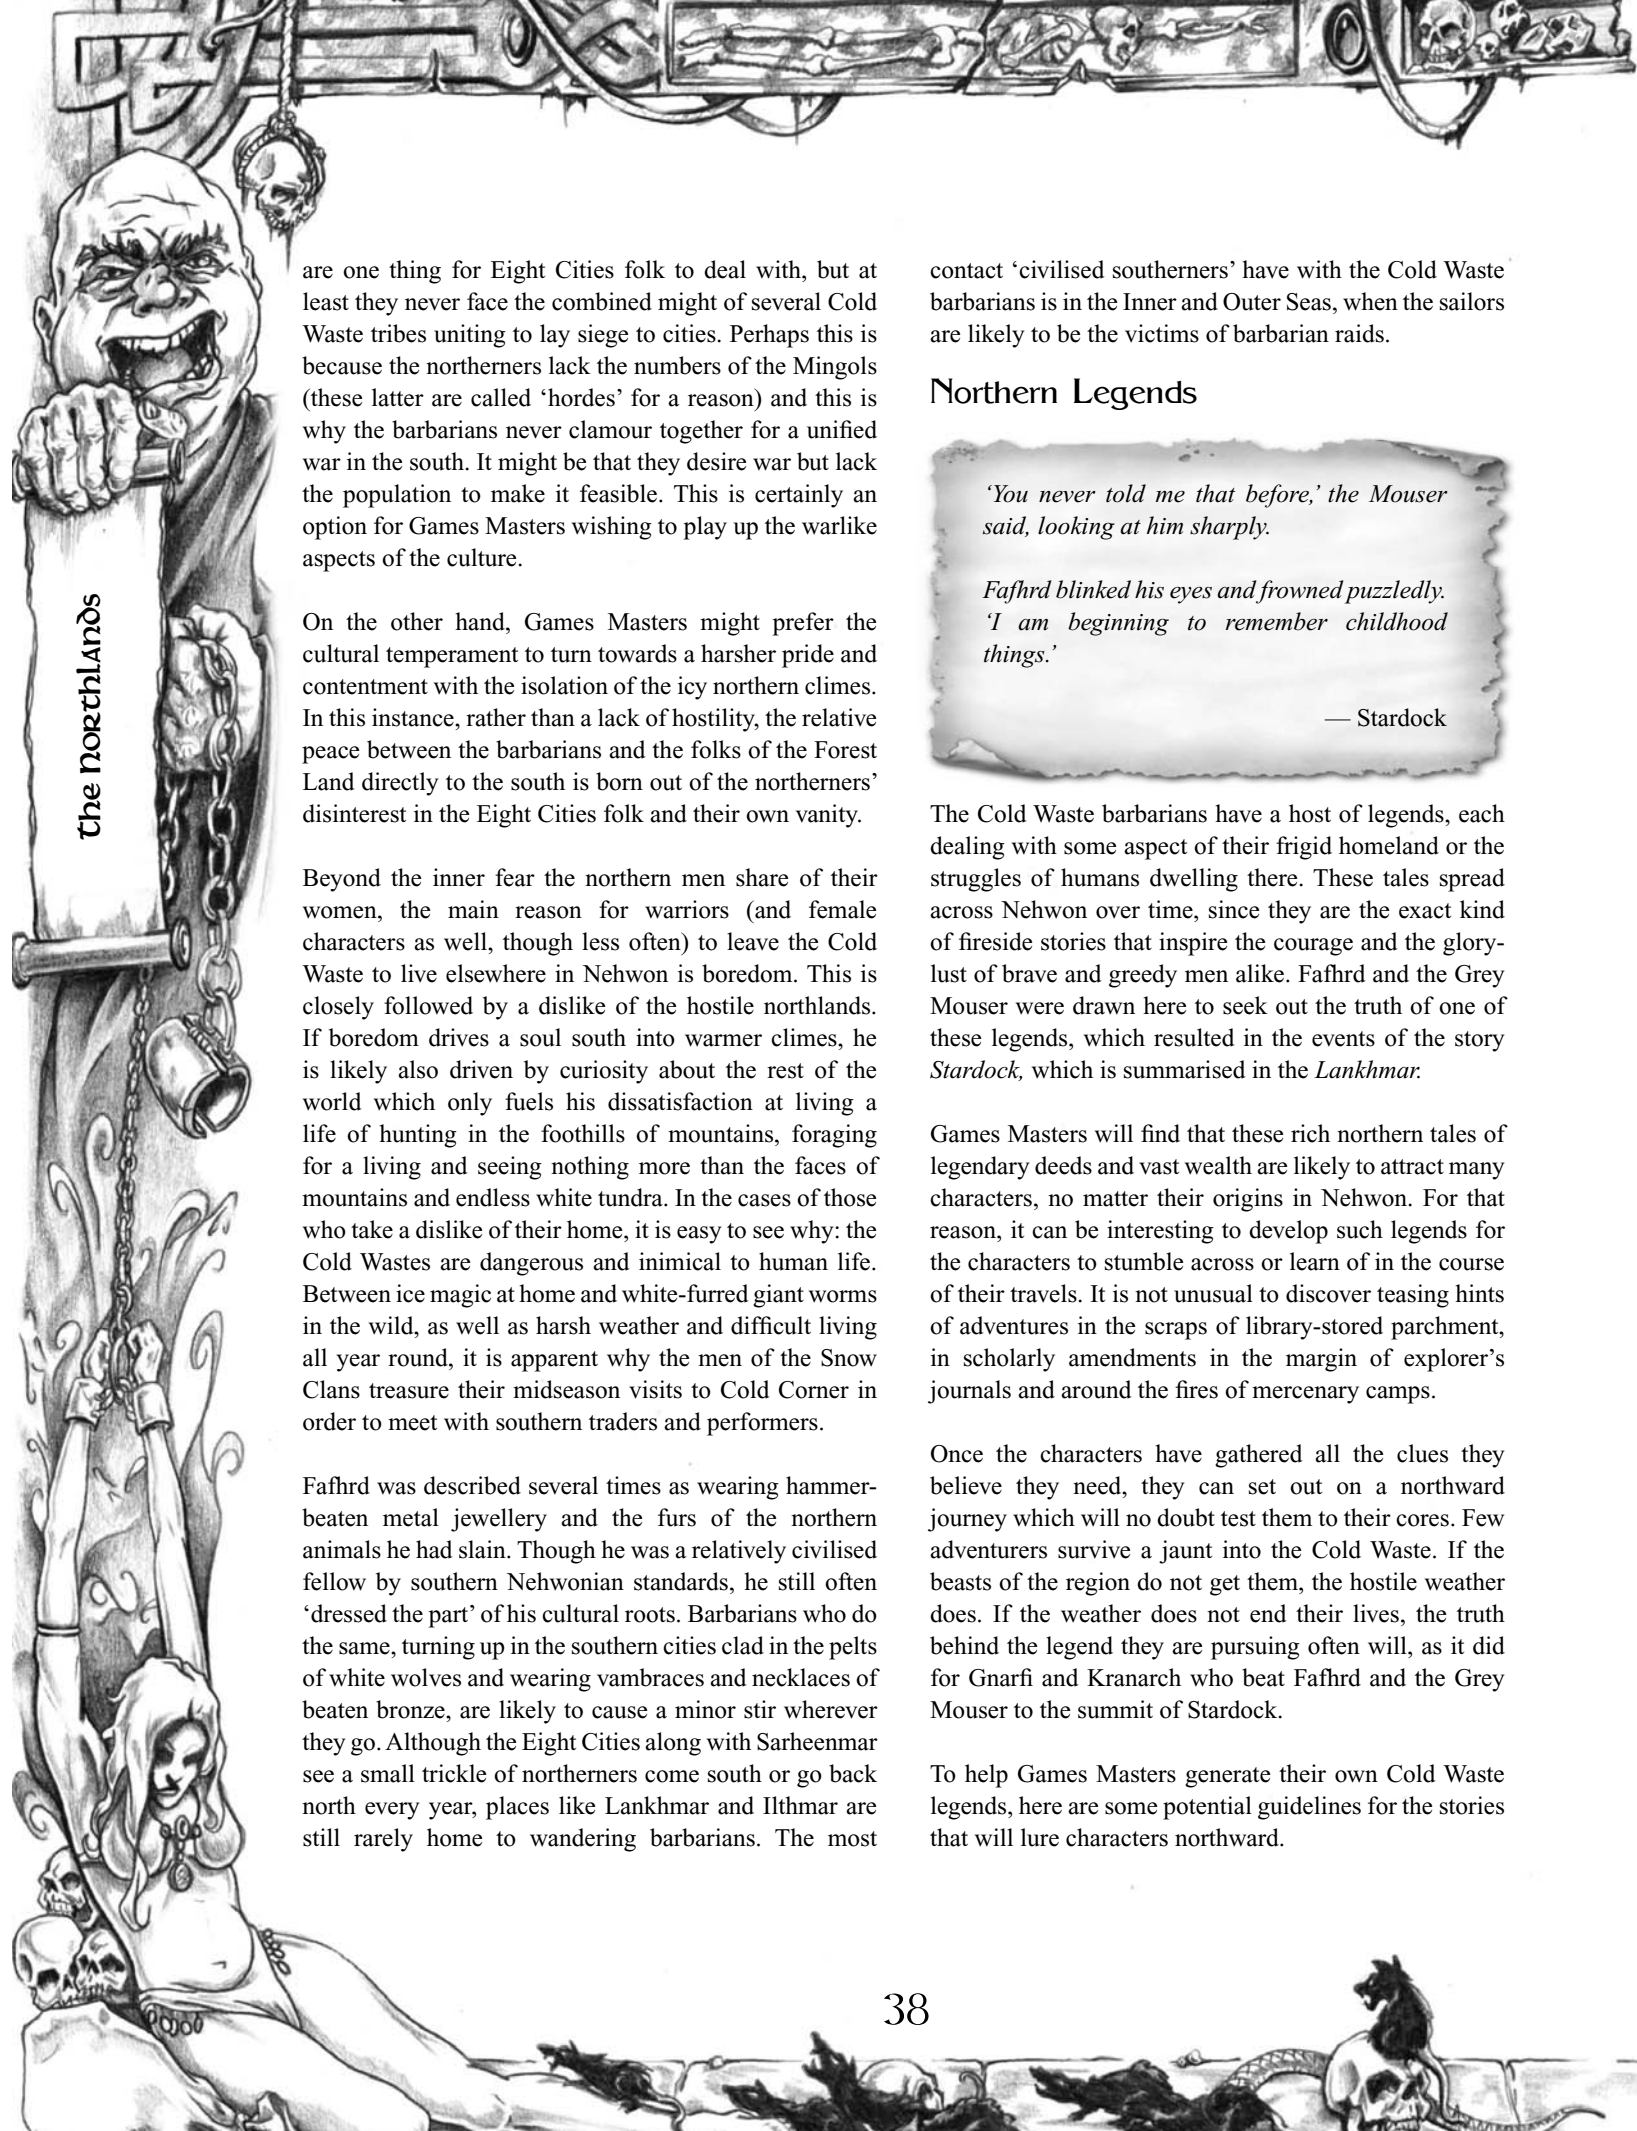 the northlands
are one thing for Eight Cities folk to deal with, but at
least they never face the combined might of several Cold
Waste tribes uniting to lay siege to cities. Perhaps this is
because the northerners lack the numbers of the Mingols
(these latter are called ‘hordes’ for a reason) and this is
why the barbarians never clamour together for a unified
war in the south. It might be that they desire war but lack
the population to make it feasible. This is certainly an
option for Games Masters wishing to play up the warlike
aspects of the culture.
On the other hand, Games Masters might prefer the
cultural temperament to turn towards a harsher pride and
contentment with the isolation of the icy northern climes.
In this instance, rather than a lack of hostility, the relative
peace between the barbarians and the folks of the Forest
Land directly to the south is born out of the northerners’
disinterest in the Eight Cities folk and their own vanity.
Beyond the inner fear the northern men share of their
women, the main reason for warriors (and female
characters as well, though less often) to leave the Cold
Waste to live elsewhere in Nehwon is boredom. This is
closely followed by a dislike of the hostile northlands.
If boredom drives a soul south into warmer climes, he
is likely also driven by curiosity about the rest of the
world which only fuels his dissatisfaction at living a
life of hunting in the foothills of mountains, foraging
for a living and seeing nothing more than the faces of
mountains and endless white tundra. In the cases of those
who take a dislike of their home, it is easy to see why: the
Cold Wastes are dangerous and inimical to human life.
Between ice magic at home and white-furred giant worms
in the wild, as well as harsh weather and difficult living
all year round, it is apparent why the men of the Snow
Clans treasure their midseason visits to Cold Corner in
order to meet with southern traders and performers.
Fafhrd was described several times as wearing hammer-
beaten metal jewellery and the furs of the northern
animals he had slain. Though he was a relatively civilised
fellow by southern Nehwonian standards, he still often
‘dressed the part’ of his cultural roots. Barbarians who do
the same, turning up in the southern cities clad in the pelts
of white wolves and wearing vambraces and necklaces of
beaten bronze, are likely to cause a minor stir wherever
they go. Although the Eight Cities along with Sarheenmar
see a small trickle of northerners come south or go back
north every year, places like Lankhmar and Ilthmar are
still rarely home to wandering barbarians. The most
contact ‘civilised southerners’ have with the Cold Waste
barbarians is in the Inner and Outer Seas, when the sailors
are likely to be the victims of barbarian raids.
Northern Legends
‘You never told me that before,’ the Mouser
said, looking at him sharply.
Fafhrd blinked his eyes and frowned puzzledly.
‘I am beginning to remember childhood
things.’
— Stardock
The Cold Waste barbarians have a host of legends, each
dealing with some aspect of their frigid homeland or the
struggles of humans dwelling there. These tales spread
across Nehwon over time, since they are the exact kind
of fireside stories that inspire the courage and the glory-
lust of brave and greedy men alike. Fafhrd and the Grey
Mouser were drawn here to seek out the truth of one of
these legends, which resulted in the events of the story
Stardock, which is summarised in the Lankhmar.
Games Masters will find that these rich northern tales of
legendary deeds and vast wealth are likely to attract many
characters, no matter their origins in Nehwon. For that
reason, it can be interesting to develop such legends for
the characters to stumble across or learn of in the course
of their travels. It is not unusual to discover teasing hints
of adventures in the scraps of library-stored parchment,
in scholarly amendments in the margin of explorer’s
journals and around the fires of mercenary camps.
Once the characters have gathered all the clues they
believe they need, they can set out on a northward
journey which will no doubt test them to their cores. Few
adventurers survive a jaunt into the Cold Waste. If the
beasts of the region do not get them, the hostile weather
does. If the weather does not end their lives, the truth
behind the legend they are pursuing often will, as it did
for Gnarfi and Kranarch who beat Fafhrd and the Grey
Mouser to the summit of Stardock.
To help Games Masters generate their own Cold Waste
legends, here are some potential guidelines for the stories
that will lure characters northward.
38